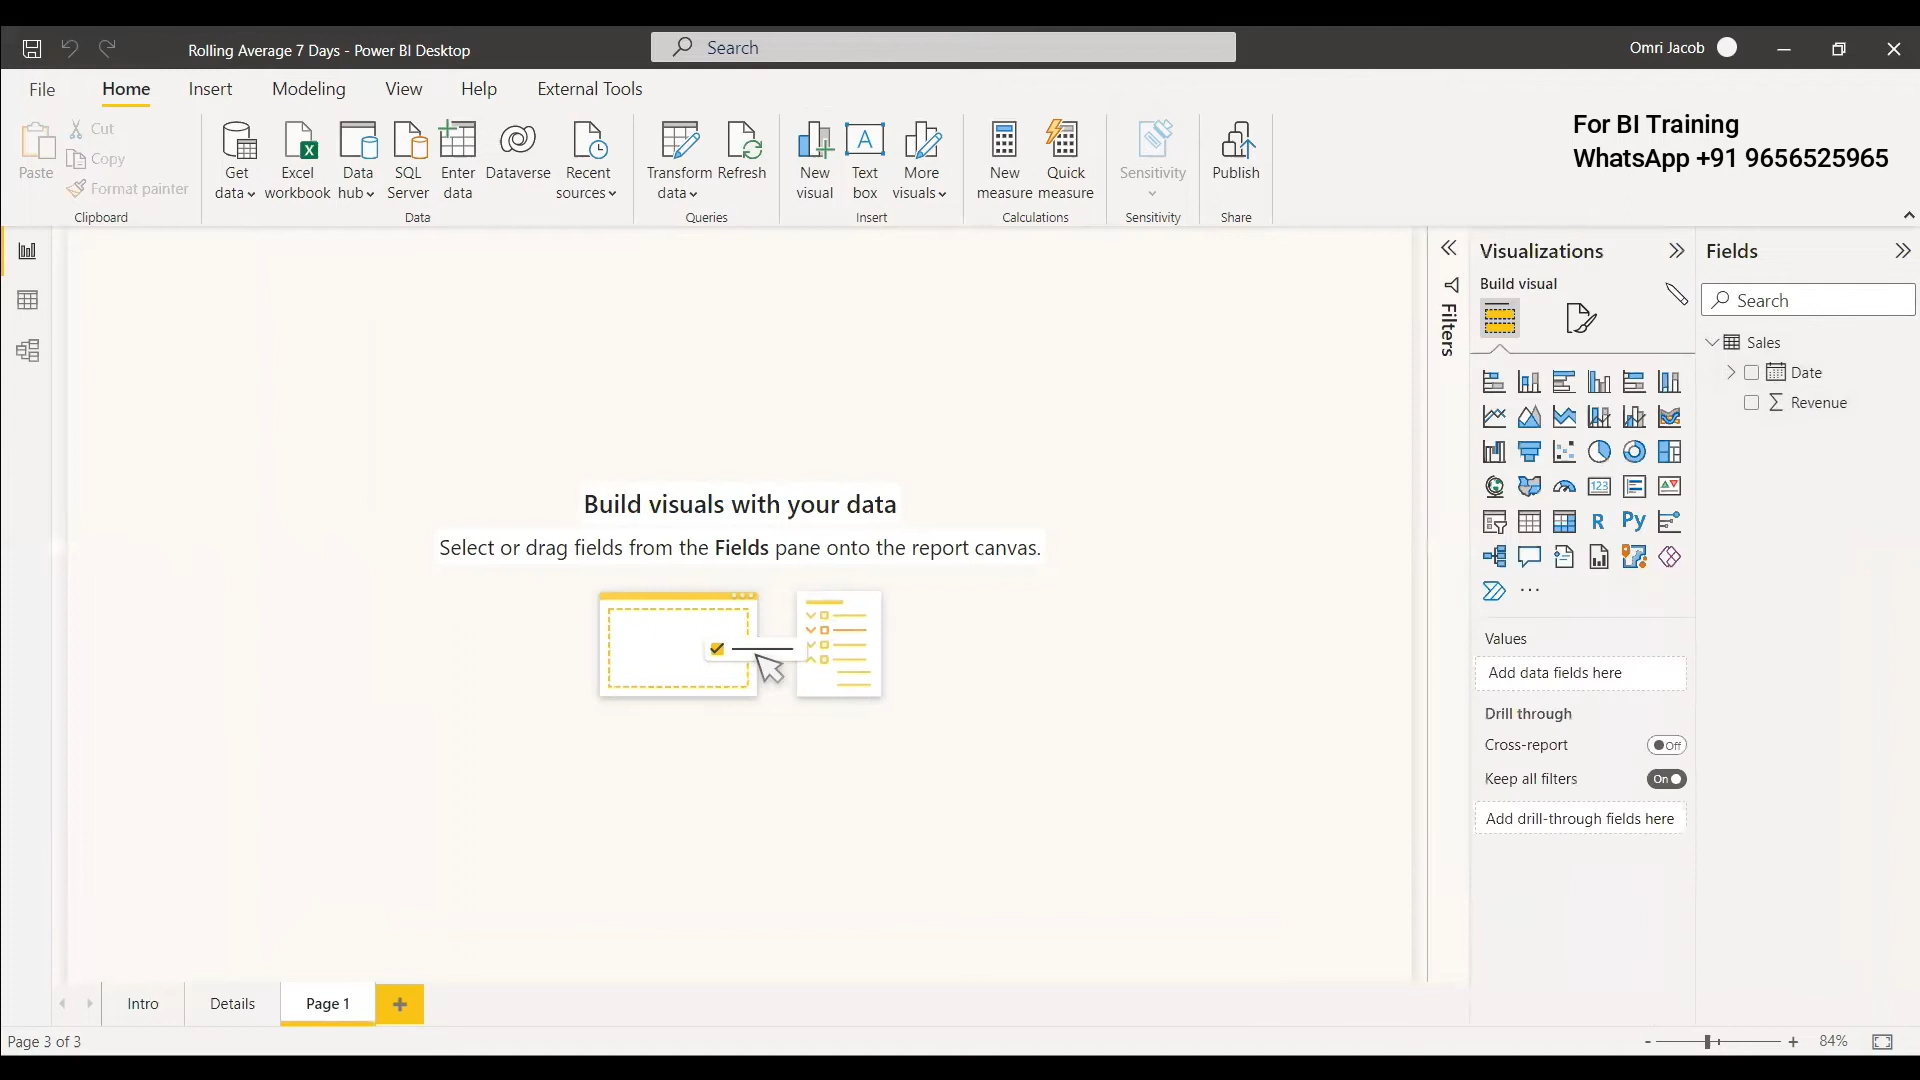 Rolling Average 7 Days - Power BI Desktop
Search
Omri Jacob
File
Home
Insert
Modeling
View
Help
External Tools
For BI Training
WhatsApp +91 9656525965
Paste
Cut
Copy
Format painter
Clipboard
Get
data
Excel
workbook
Data
hub
SQL
Server
Enter
data
Dataverse
Recent
sources
Data
Transform
data
Refresh
Queries
New
visual
Text
box
More
visuals
Insert
New
measure
Quick
measure
Calculations
Sensitivity
Sensitivity
Publish
Share
Filters
Visualizations
Build visual
Fields
Search
Sales
Date
Revenue
Build visuals with your data
Select or drag fields from the Fields pane onto the report canvas.
A
X
123
R
Py
Values
Add data fields here
Drill through
Cross-report
Off
Keep all filters
On
Add drill-through fields here
Intro
Details
Page 1
Page 3 of 3
84%